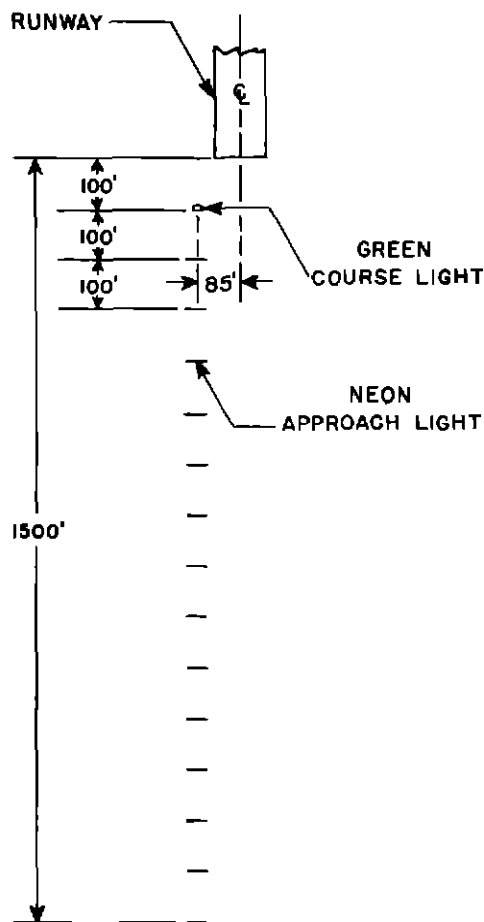 RUNWAY
℄
100'
100'
100'
85'
GREEN
COURSE LIGHT
NEON
APPROACH LIGHT
1500'